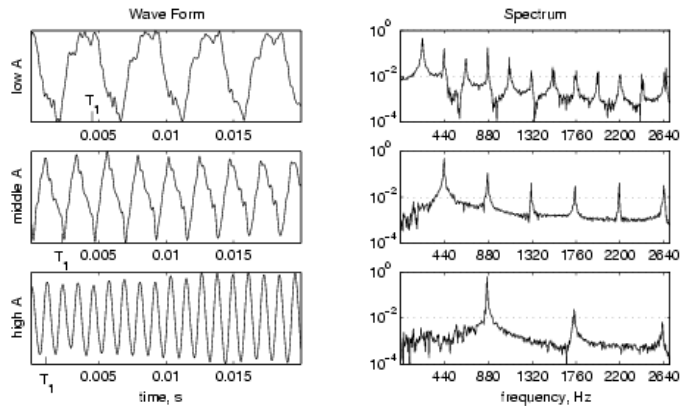 Wave Form
Spectrum
low A
T1
0.005 0.01 0.015
10^0
10^-2
10^-4
440 880 1320 1760 2200 2640
middle A
T1
0.005 0.01 0.015
10^0
10^-2
10^-4
440 880 1320 1760 2200 2640
high A
T1
0.005 0.01 0.015
time, s
10^0
10^-2
10^-4
440 880 1320 1760 2200 2640
frequency, Hz